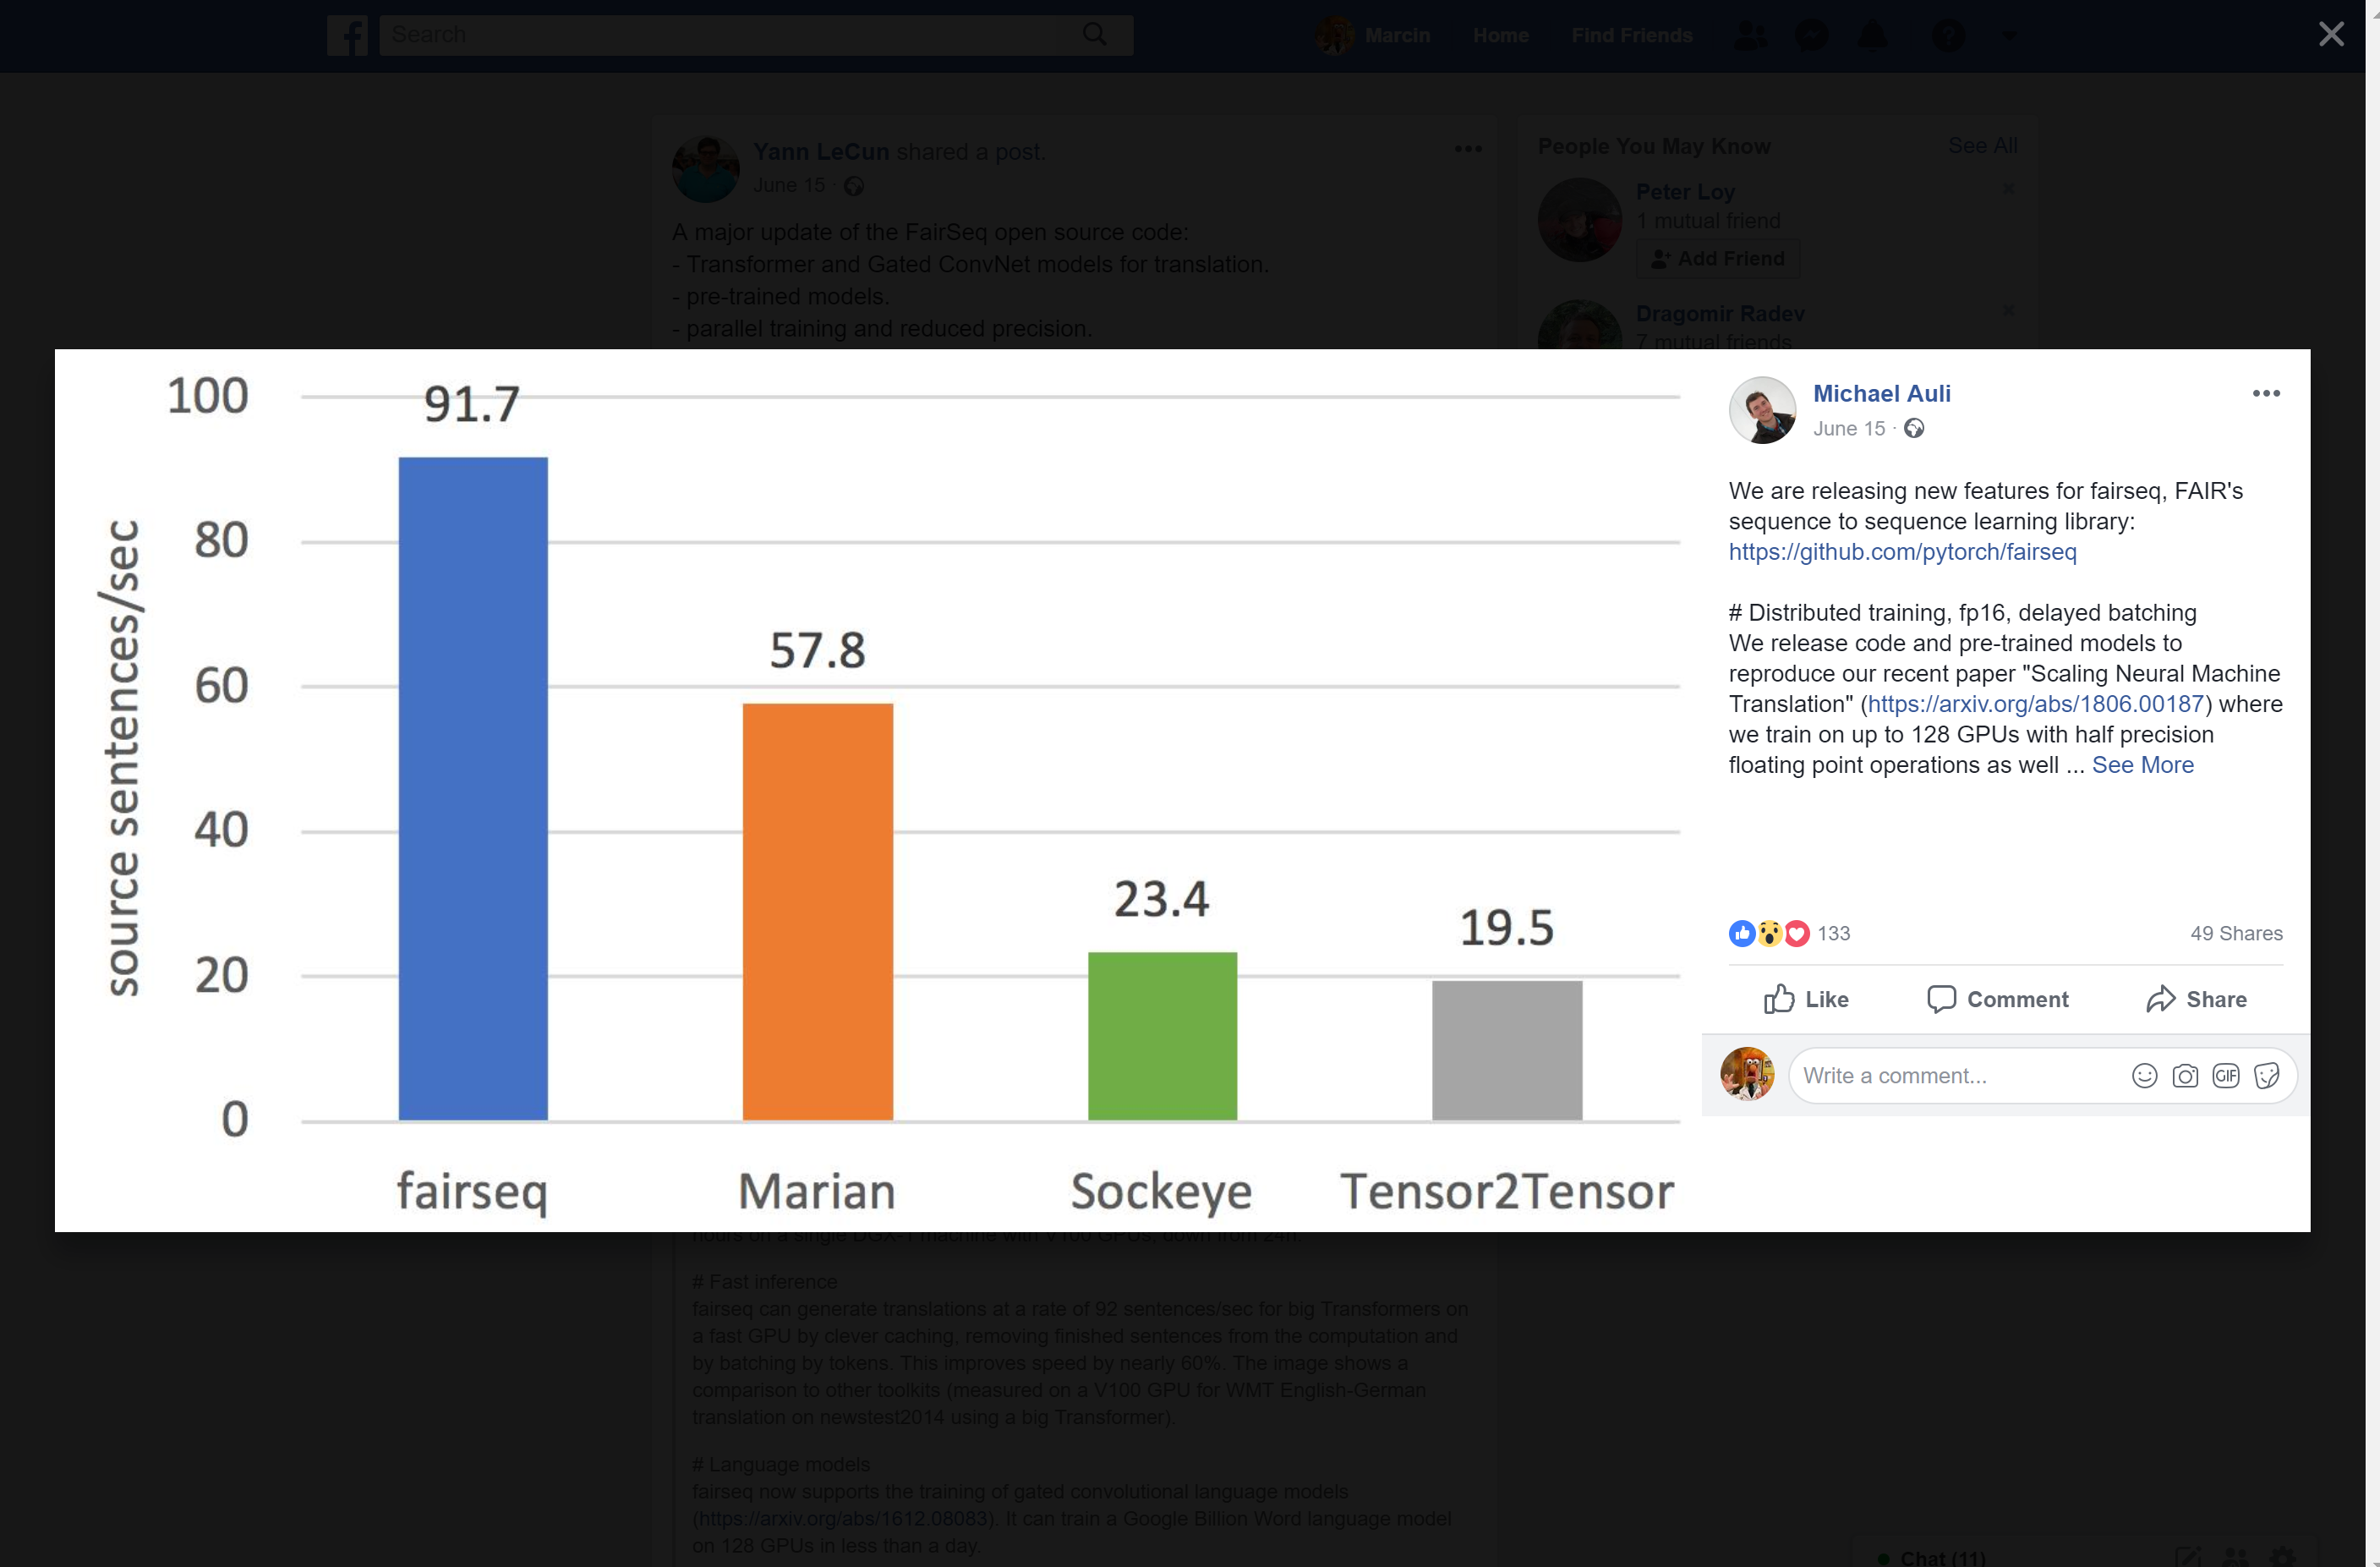 Search
Marcin
Home
Find Friends
Yann LeCun shared a post.
June 15 ·
A major update of the FairSeq open source code:
- Transformer and Gated ConvNet models for translation.
- pre-trained models.
- parallel training and reduced precision.
People You May Know
See All
Peter Loy
1 mutual friend
Add Friend
Dragomir Radev
7 mutual friends
source sentences/sec
100
80
60
40
20
0
91.7
57.8
23.4
19.5
fairseq
Marian
Sockeye
Tensor2Tensor
Michael Auli
June 15 ·
We are releasing new features for fairseq, FAIR's
sequence to sequence learning library:
https://github.com/pytorch/fairseq
# Distributed training, fp16, delayed batching
We release code and pre-trained models to
reproduce our recent paper "Scaling Neural Machine
Translation" (https://arxiv.org/abs/1806.00187) where
we train on up to 128 GPUs with half precision
floating point operations as well ... See More
133
49 Shares
Like
Comment
Share
Write a comment...
GIF
hours on a single DGX-1 machine with V100 GPUs, down from 24h.
# Fast inference
fairseq can generate translations at a rate of 92 sentences/sec for big Transformers on
a fast GPU by clever caching, removing finished sentences from the computation and
by batching by tokens. This improves speed by nearly 60%. The image shows a
comparison to other toolkits (measured on a V100 GPU for WMT English-German
translation on newstest2014 using a big Transformer).
# Language models
fairseq now supports the training of gated convolutional language models
(https://arxiv.org/abs/1612.08083). It can train a Google Billion Word language model
on 128 GPUs in less than a day.
Chat (11)